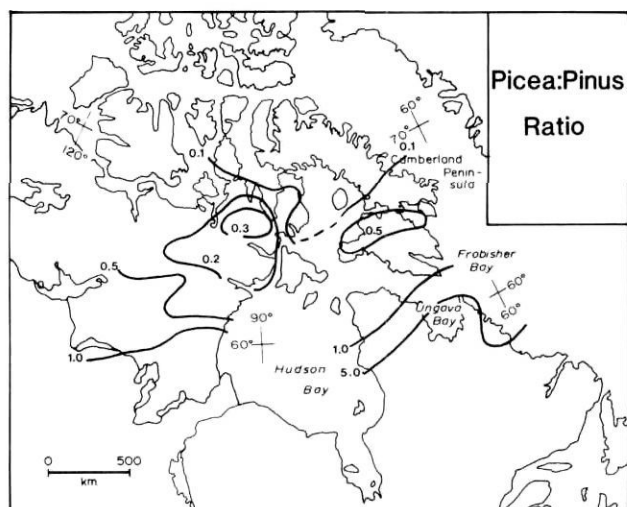 Picea:Pinus
Ratio
60°
70°
0.1
Cumberland
Penin-
sula
70°
120°
0.1
0.3
0.5
0.2
0.5
Frobisher
Bay
60°
60°
Ungava
Bay
90°
60°
1.0
1.0
5.0
Hudson
Bay
0 500
km